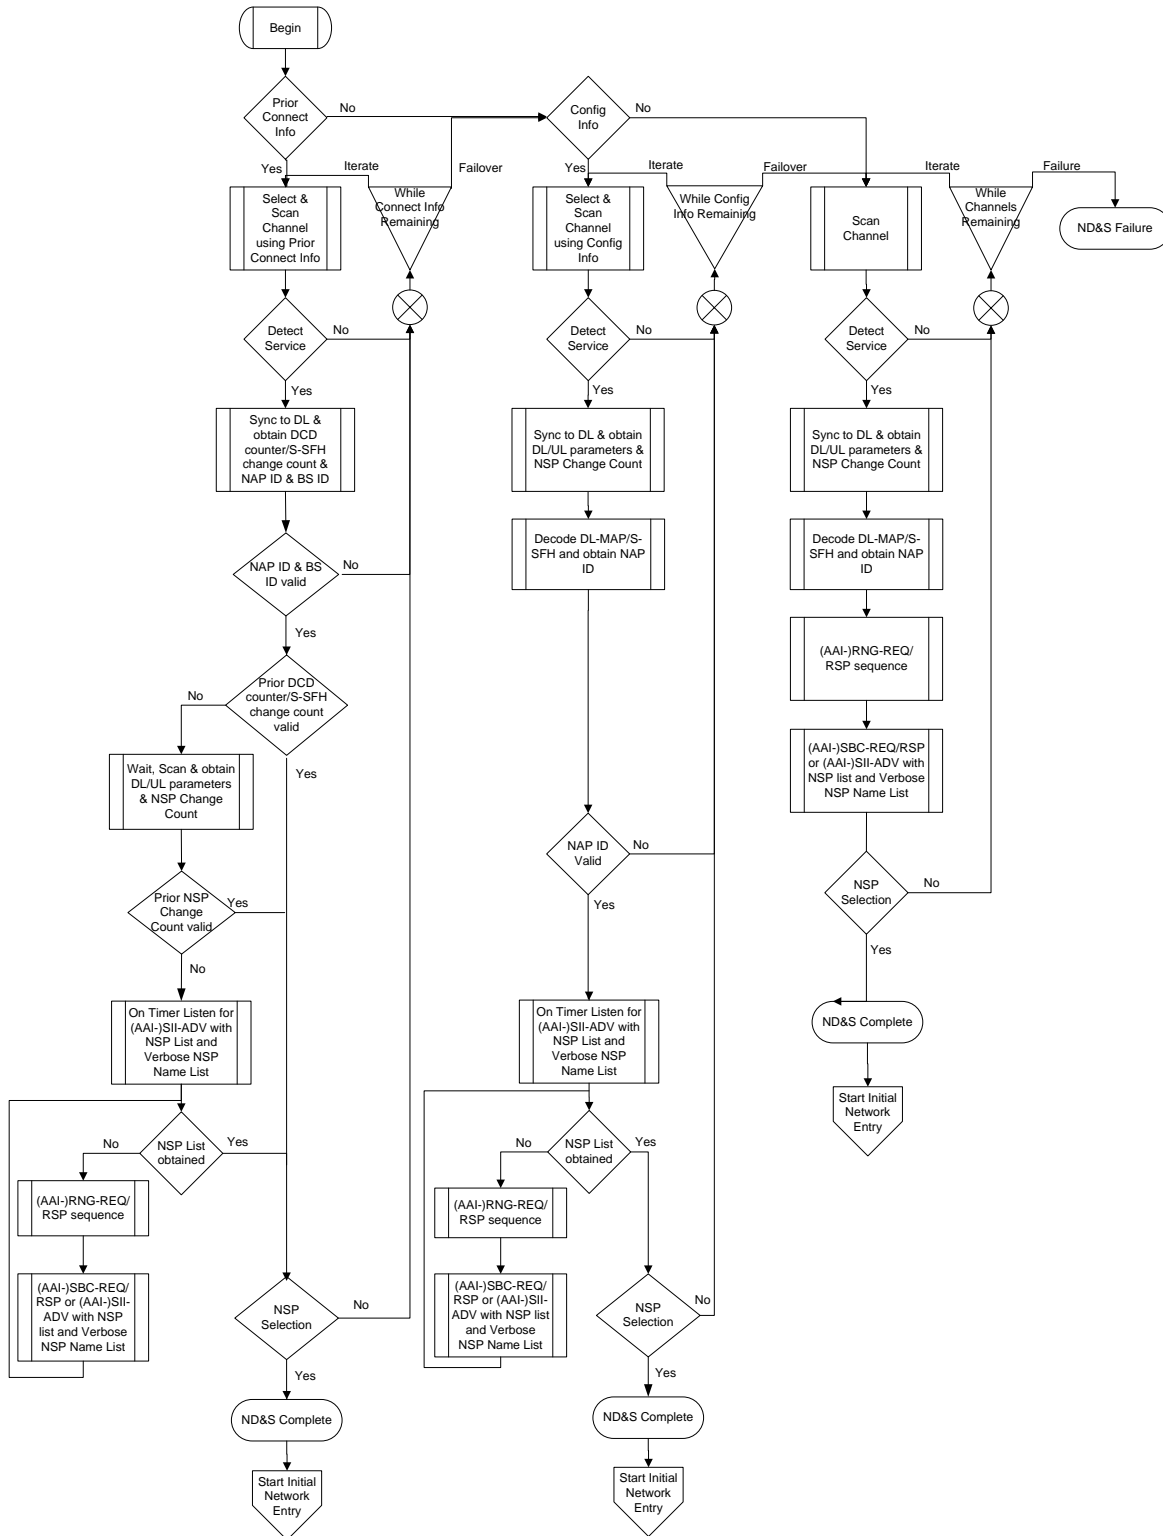 Begin
Prior
Connect
Info
No
Yes
Iterate
Failover
While
Connect Info
Remaining
Select &
Scan
Channel
using Prior
Connect Info
Detect
Service
No
Yes
Sync to DL &
obtain DCD
counter/S-SFH
change count &
NAP ID & BS ID
NAP ID & BS
ID valid
No
Yes
Prior DCD
counter/S-SFH
change count
valid
No
Yes
Wait, Scan & obtain
DL/UL parameters
& NSP Change
Count
Prior NSP
Change
Count valid
Yes
No
On Timer Listen for
(AAI-)SII-ADV with
NSP List and
Verbose NSP
Name List
NSP List
obtained
No
Yes
(AAI-)RNG-REQ/
RSP sequence
(AAI-)SBC-REQ/
RSP or (AAI-)SII-
ADV with NSP
list and Verbose
NSP Name List
NSP
Selection
No
Yes
ND&S Complete
Start Initial
Network
Entry
Config
Info
No
Yes
Iterate
Failover
While Config
Info Remaining
Select &
Scan
Channel
using Config
Info
Detect
Service
No
Yes
Sync to DL & obtain
DL/UL parameters &
NSP Change Count
Decode DL-MAP/S-
SFH and obtain NAP
ID
NAP ID
Valid
No
Yes
On Timer Listen for
(AAI-)SII-ADV with
NSP List and
Verbose NSP
Name List
NSP List
obtained
No
Yes
(AAI-)RNG-REQ/
RSP sequence
(AAI-)SBC-REQ/
RSP or (AAI-)SII-
ADV with NSP list
and Verbose
NSP Name List
NSP
Selection
No
Yes
ND&S Complete
Start Initial
Network
Entry
Iterate
Failure
While
Channels
Remaining
ND&S Failure
Scan
Channel
Detect
Service
No
Yes
Sync to DL & obtain
DL/UL parameters &
NSP Change Count
Decode DL-MAP/S-
SFH and obtain NAP
ID
(AAI-)RNG-REQ/
RSP sequence
(AAI-)SBC-REQ/RSP
or (AAI-)SII-ADV with
NSP list and Verbose
NSP Name List
NSP
Selection
No
Yes
ND&S Complete
Start Initial
Network
Entry